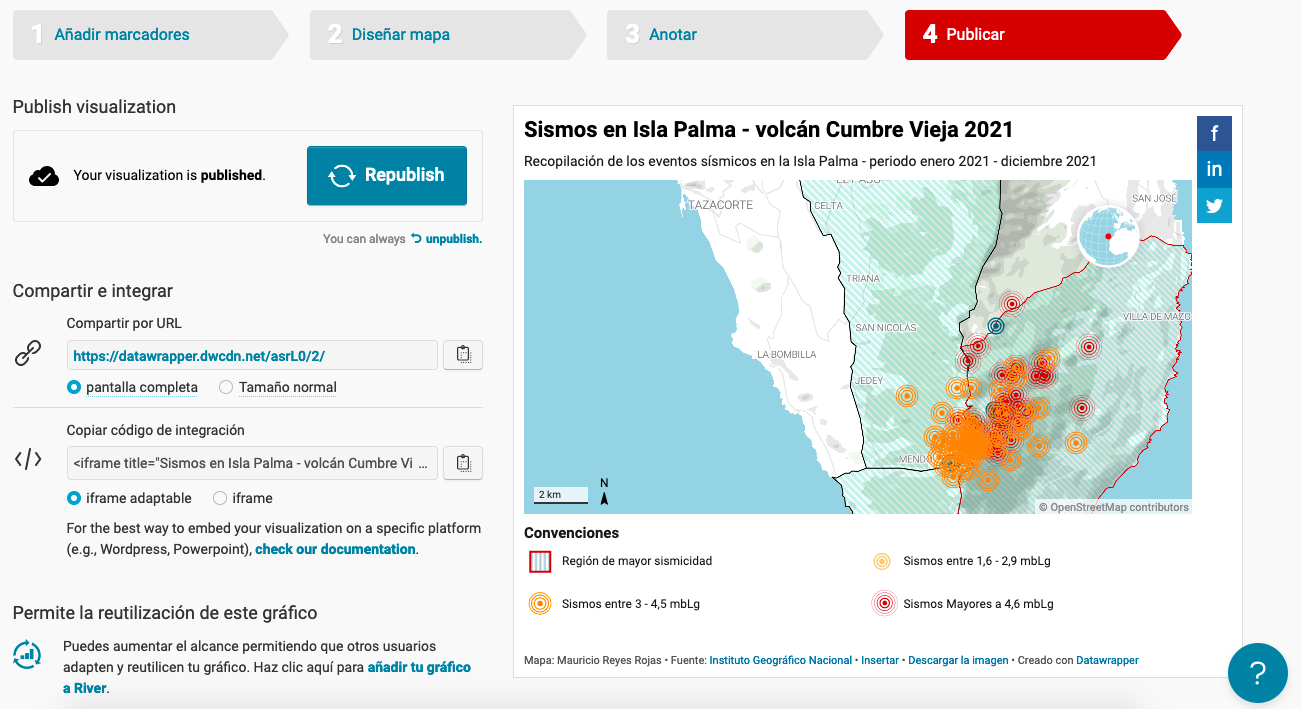 1 Añadir marcadores
2 Diseñar mapa
3 Anotar
4 Publicar
Publish visualization
Your visualization is published.
Republish
You can always unpublish.
Compartir e integrar
Compartir por URL
https://datawrapper.dwcdn.net/asrL0/2/
pantalla completa
Tamaño normal
Copiar código de integración
<iframe title="Sismos en Isla Palma - volcán Cumbre Vi ...
iframe adaptable
iframe
For the best way to embed your visualization on a specific platform
(e.g., Wordpress, Powerpoint), check our documentation.
Permite la reutilización de este gráfico
Puedes aumentar el alcance permitiendo que otros usuarios
adapten y reutilicen tu gráfico. Haz clic aquí para añadir tu gráfico
a River.
Sismos en Isla Palma - volcán Cumbre Vieja 2021
Recopilación de los eventos sísmicos en la Isla Palma - periodo enero 2021 - diciembre 2021
f
in
EL PASO
TAZACORTE
CELTA
SAN JOSÉ
TRIANA
VILLA DE MAZO
SAN NICOLÁS
LA BOMBILLA
JEDEY
MENDO
2 km
N
© OpenStreetMap contributors
Convenciones
Región de mayor sismicidad
Sismos entre 1,6 - 2,9 mbLg
Sismos entre 3 - 4,5 mbLg
Sismos Mayores a 4,6 mbLg
Mapa: Mauricio Reyes Rojas • Fuente: Instituto Geográfico Nacional • Insertar • Descargar la imagen • Creado con Datawrapper
?